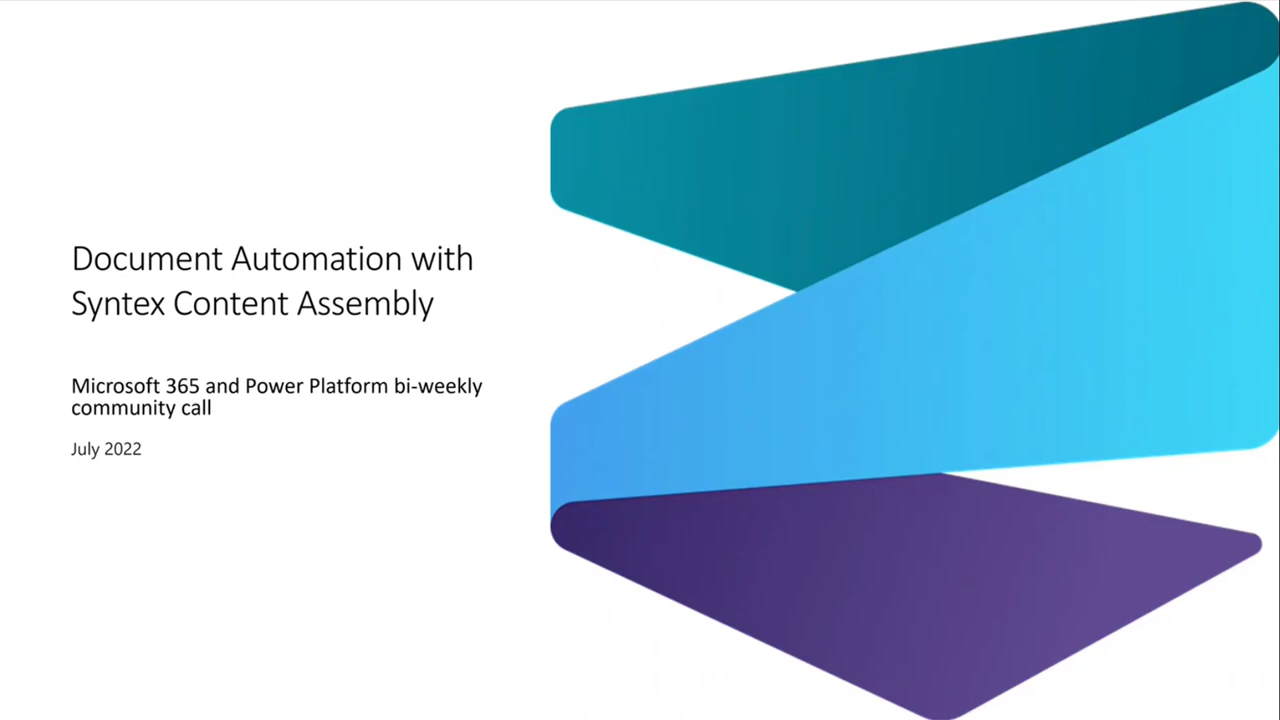 Document Automation with
Syntex Content Assembly
Microsoft 365 and Power Platform bi-weekly
community call
July 2022